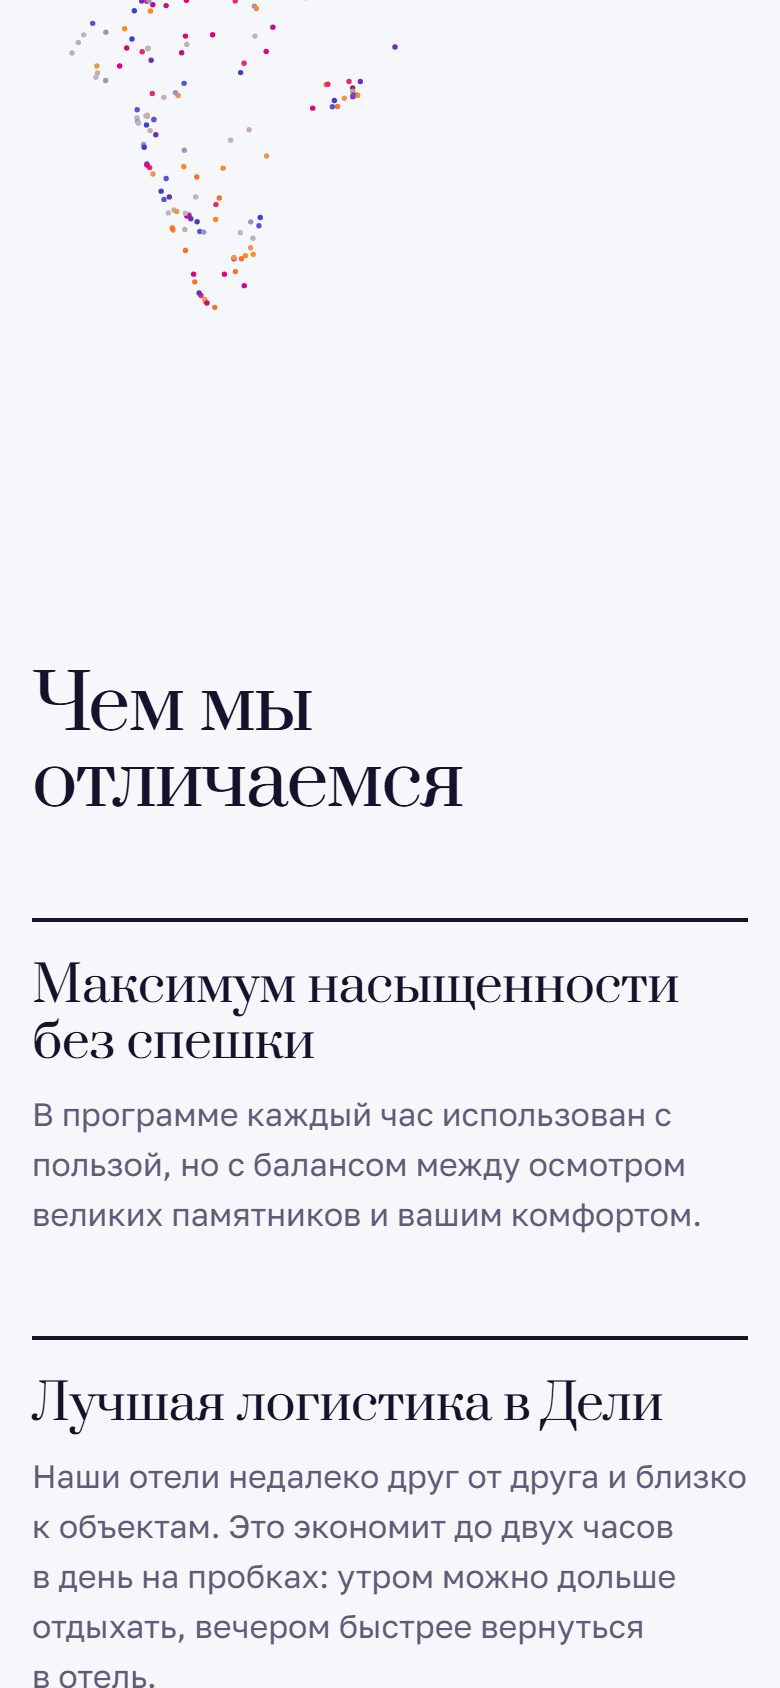 Чем мы
отличаемся
Максимум насыщенности
без спешки
В программе каждый час использован с
пользой, но с балансом между осмотром
великих памятников и вашим комфортом.
Лучшая логистика в Дели
Наши отели недалеко друг от друга и близко
к объектам. Это экономит до двух часов
в день на пробках: утром можно дольше
отдыхать, вечером быстрее вернуться
в отель.